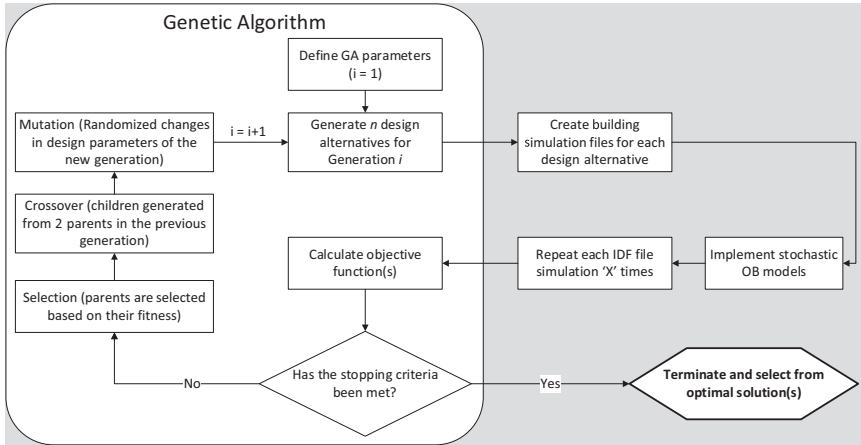 Genetic Algorithm
Define GA parameters
(i = 1)
Mutation (Randomized changes
in design parameters of the
new generation)
i = i+1
Generate n design
alternatives for
Generation i
Create building
simulation files for each
design alternative
Crossover (children generated
from 2 parents in the previous
generation)
Calculate objective
function(s)
Repeat each IDF file
simulation ‘X’ times
Implement stochastic
OB models
Selection (parents are selected
based on their fitness)
No
Has the stopping criteria
been met?
Yes
Terminate and select from
optimal solution(s)